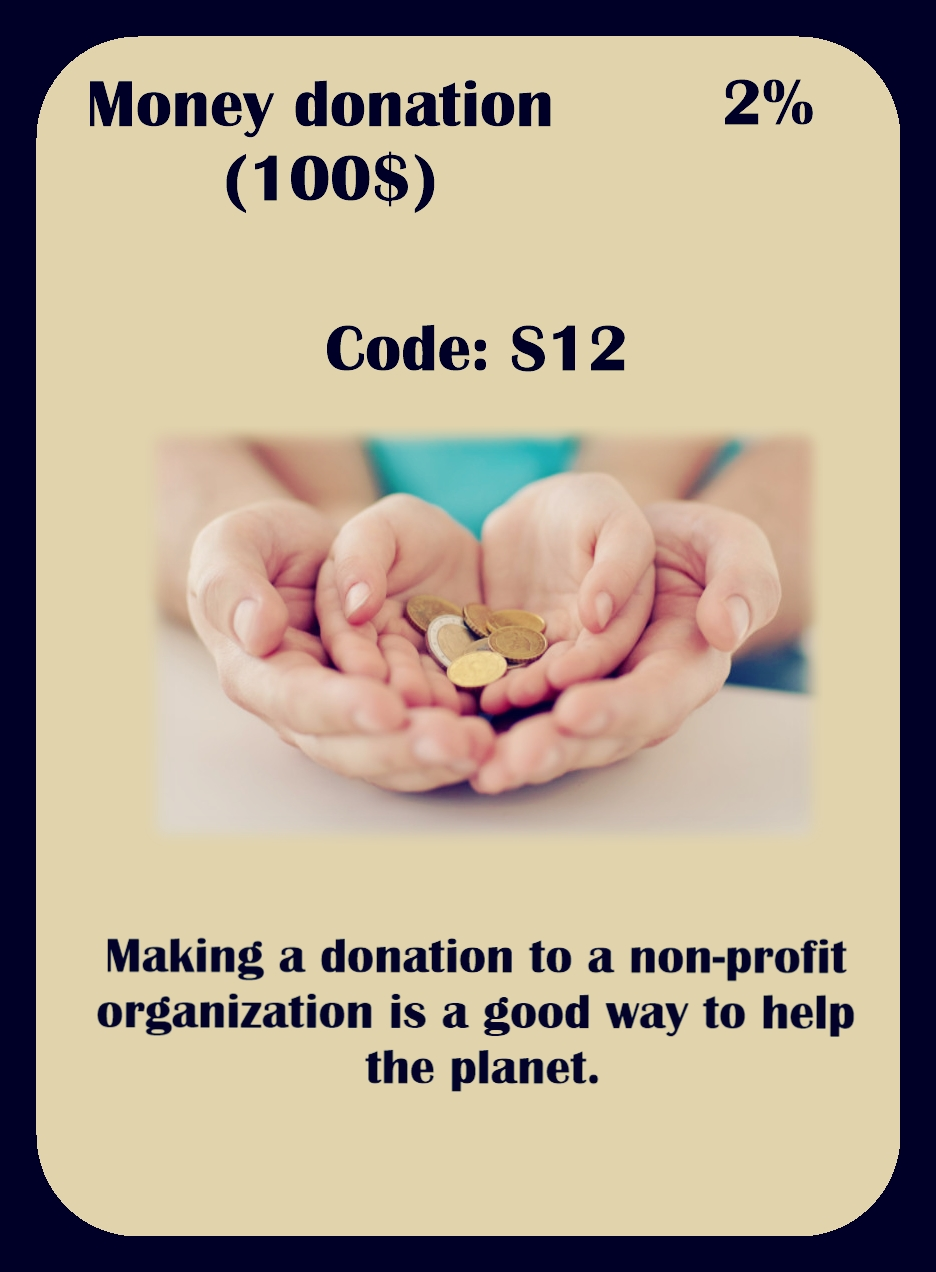 Money donation 2%
(100$)
Code: S12
Making a donation to a non-profit
organization is a good way to help
the planet.